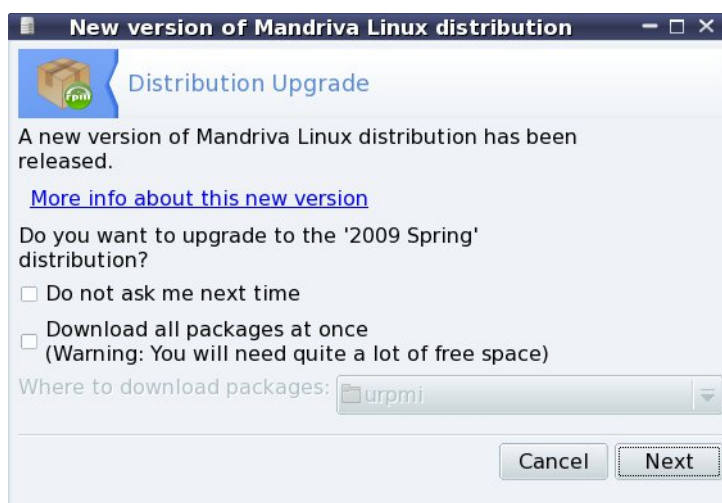 New version of Mandriva Linux distribution
rpm
Distribution Upgrade
A new version of Mandriva Linux distribution has been
released.
More info about this new version
Do you want to upgrade to the '2009 Spring'
distribution?
Do not ask me next time
Download all packages at once
(Warning: You will need quite a lot of free space)
Where to download packages: urpmi
Cancel Next